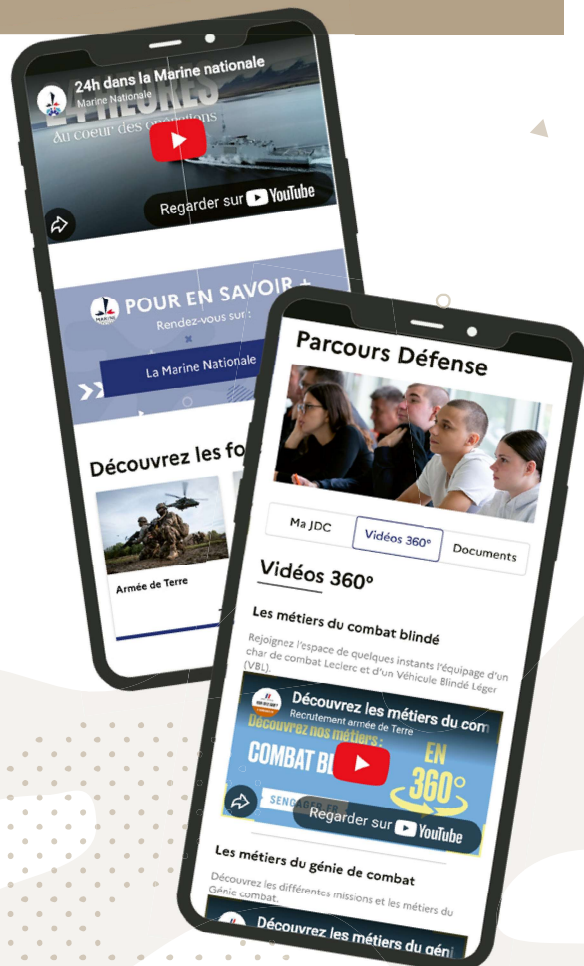 24h dans la Marine nationale
Marine Nationale
24 HEURES
Au coeur des opérations
Regarder sur YouTube
MARINE
POUR EN SAVOIR +
Rendez-vous sur :
La Marine Nationale
Découvrez les fo
Armée de Terre
Parcours Défense
Ma JDC
Vidéos 360°
Documents
Vidéos 360°
Les métiers du combat blindé
Rejoignez l'espace de quelques instants l'équipage d'un
char de combat Leclerc et d'un Véhicule Blindé Léger
(VBL).
Découvrez les métiers du com
Recrutement armée de Terre
Découvrez nos métiers :
COMBAT BL
EN
360°
SENGAGER.FR
Regarder sur YouTube
Les métiers du génie de combat
Découvrez les différentes missions et les métiers du
Génie combat.
Découvrez les métiers du géni